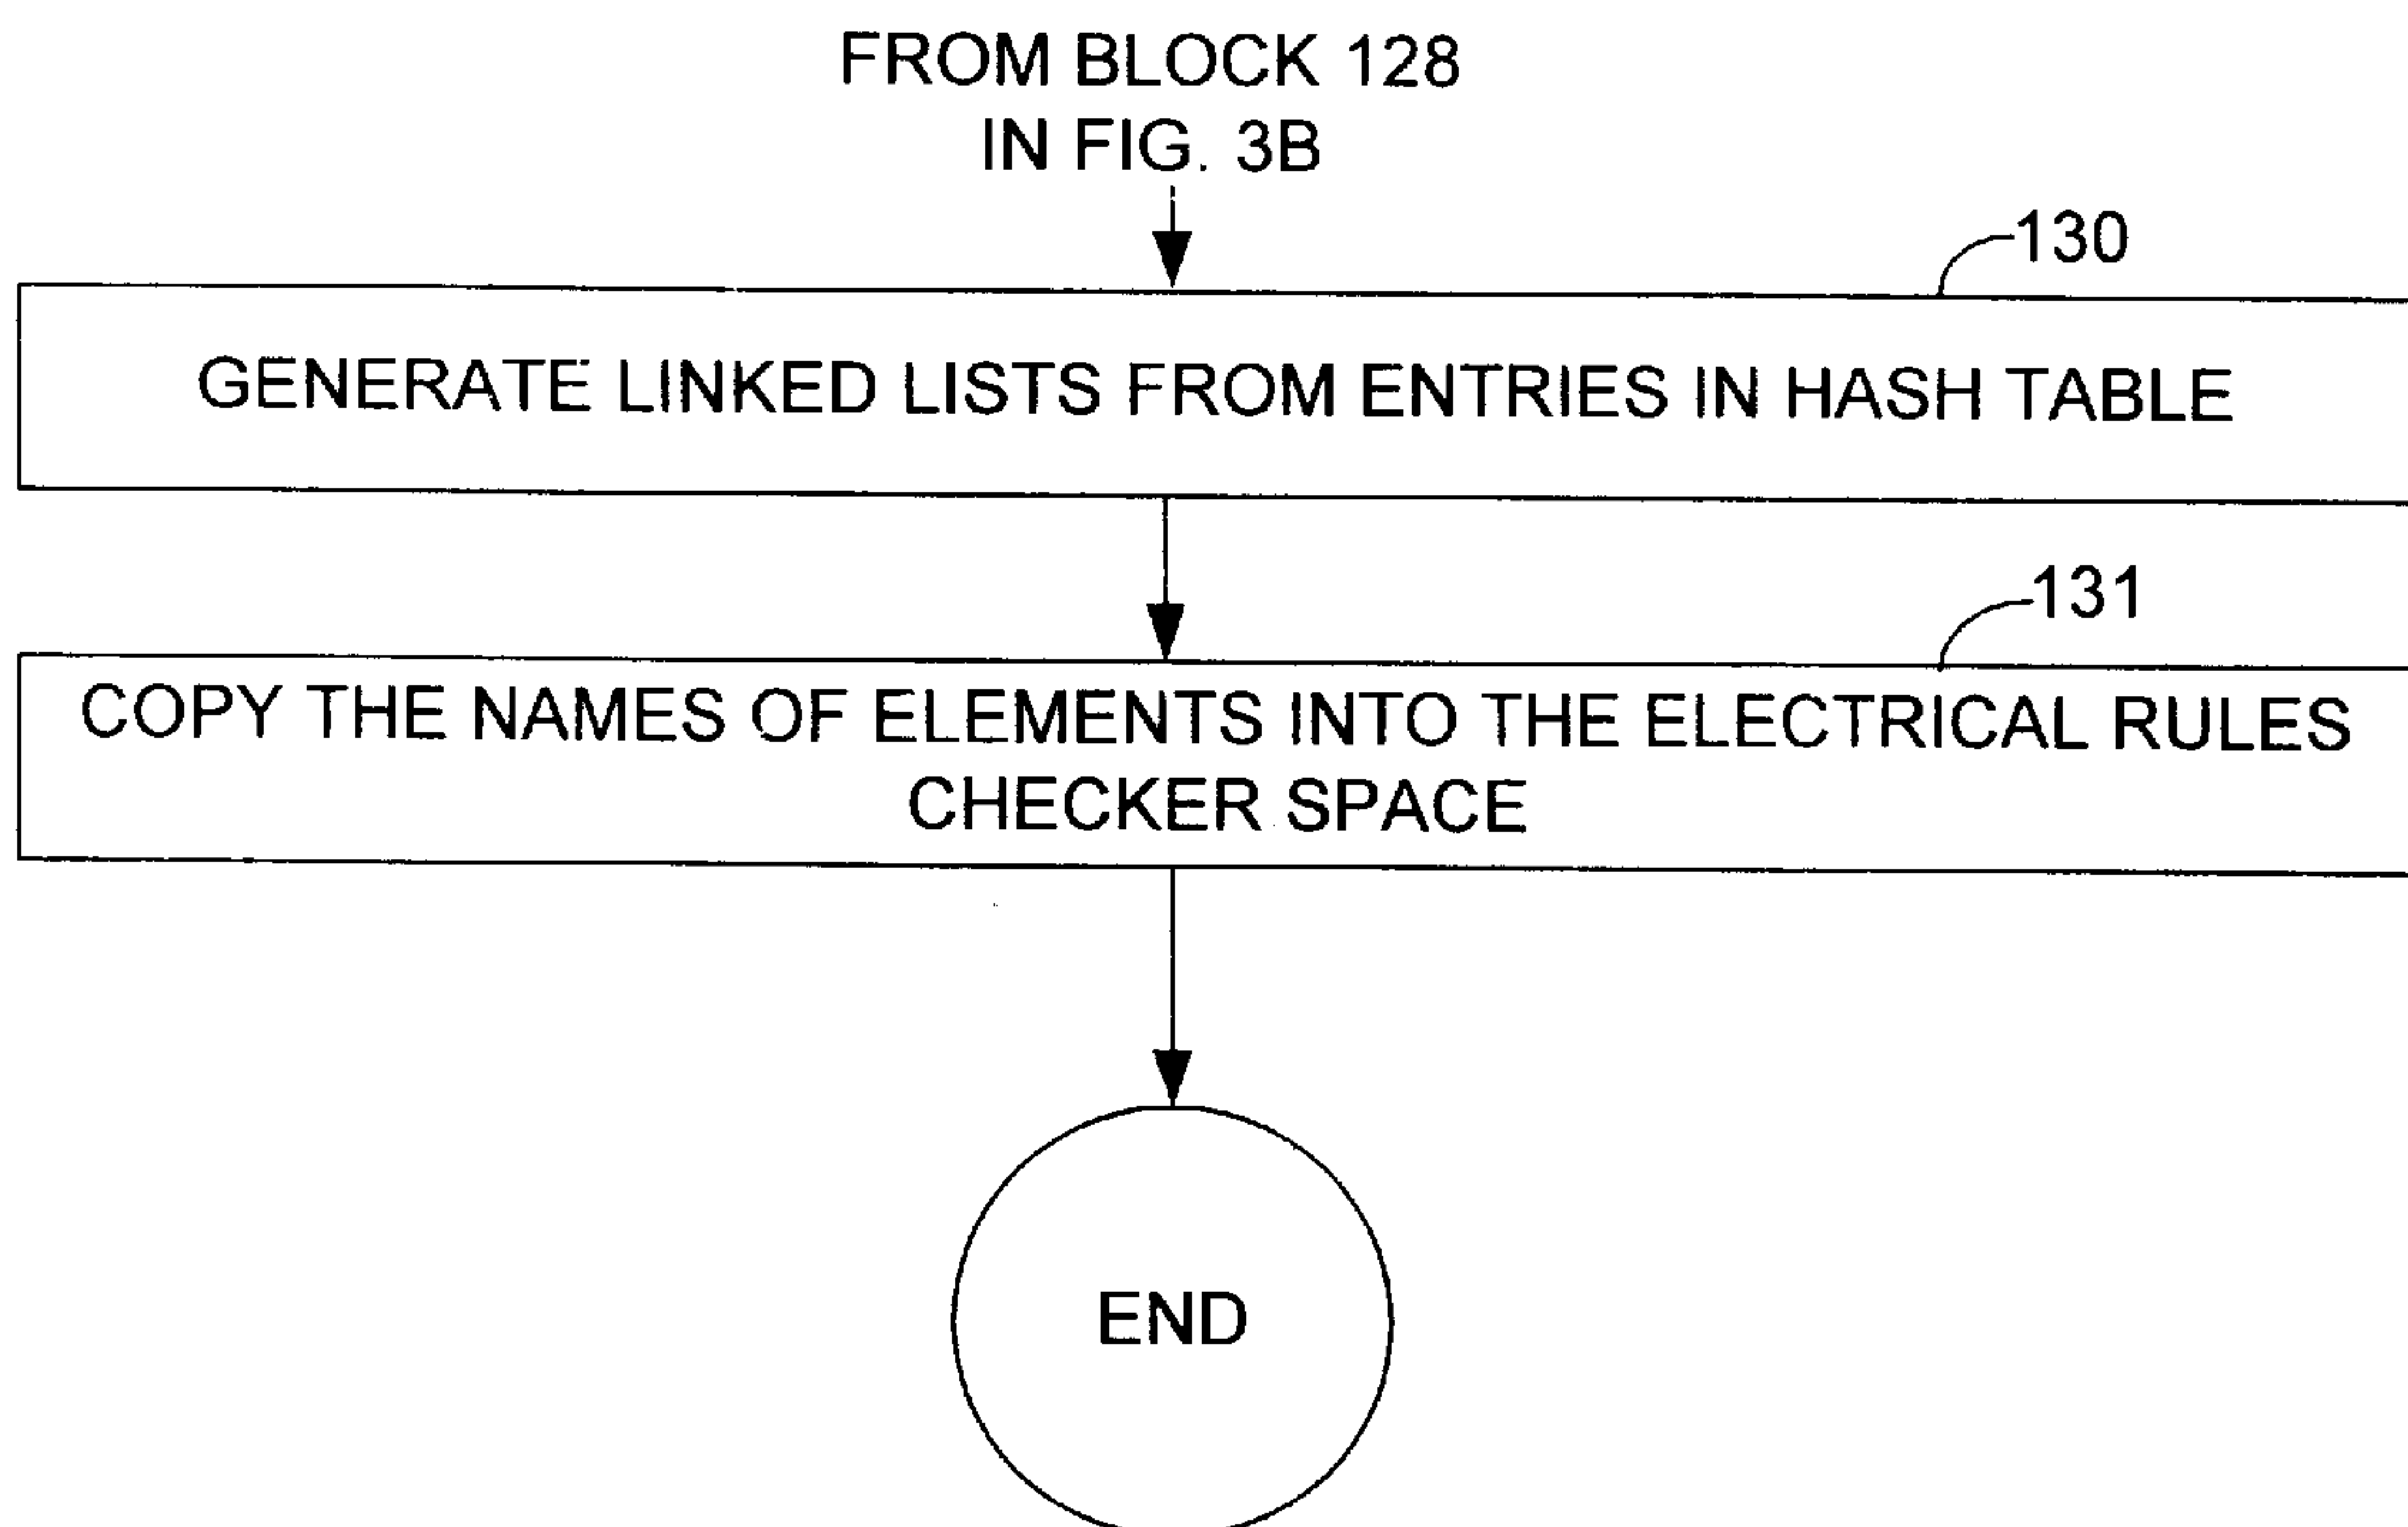 FROM BLOCK 128
IN FIG. 3B
130
GENERATE LINKED LISTS FROM ENTRIES IN HASH TABLE
131
COPY THE NAMES OF ELEMENTS INTO THE ELECTRICAL RULES
CHECKER SPACE
END